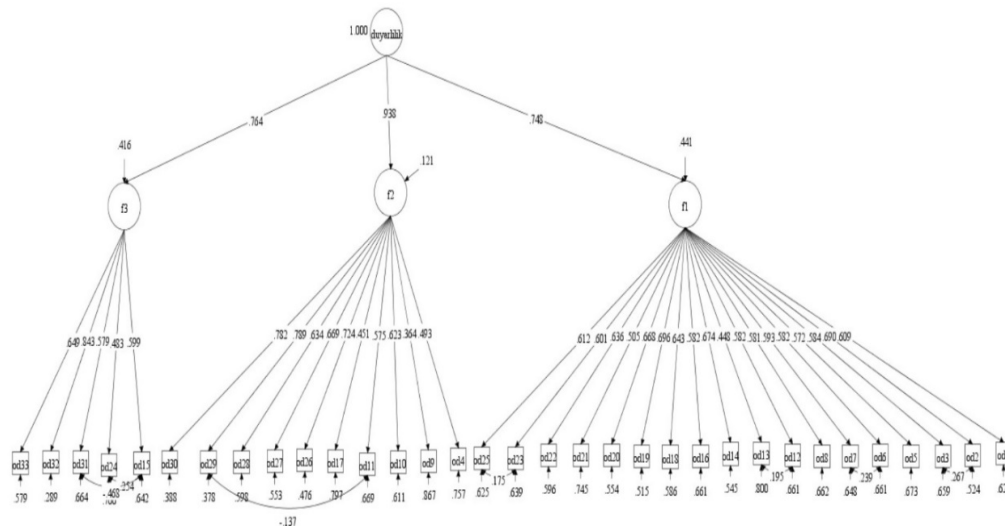 1.000
.764
.938
.748
.416
.121
.441
f3
f2
f1
.649 .843 .579 .483 .599
.782 .789 .634 .669 .724 .451 .575 .623 .364 .493
.612 .601 .636 .505 .668 .696 .643 .582 .674 .448 .582 .581 .593 .582 .572 .584 .690 .609
od33 od32 od31 od24 od15 od30 od29 od28 od27 od26 od17 od11 od10 od9 od4 od25 od23 od22 od21 od20 od19 od18 od16 od14 od13 od12 od8 od7 od6 od5 od3 od2
-.468 .175 .195 .239 .267
.579 .289 .664 .642 .388 .378 .598 .553 .476 .797 .669 .611 .867 .757 .625 .639 .596 .745 .554 .515 .586 .661 .545 .800 .661 .662 .648 .661 .673 .659 .524
-.137